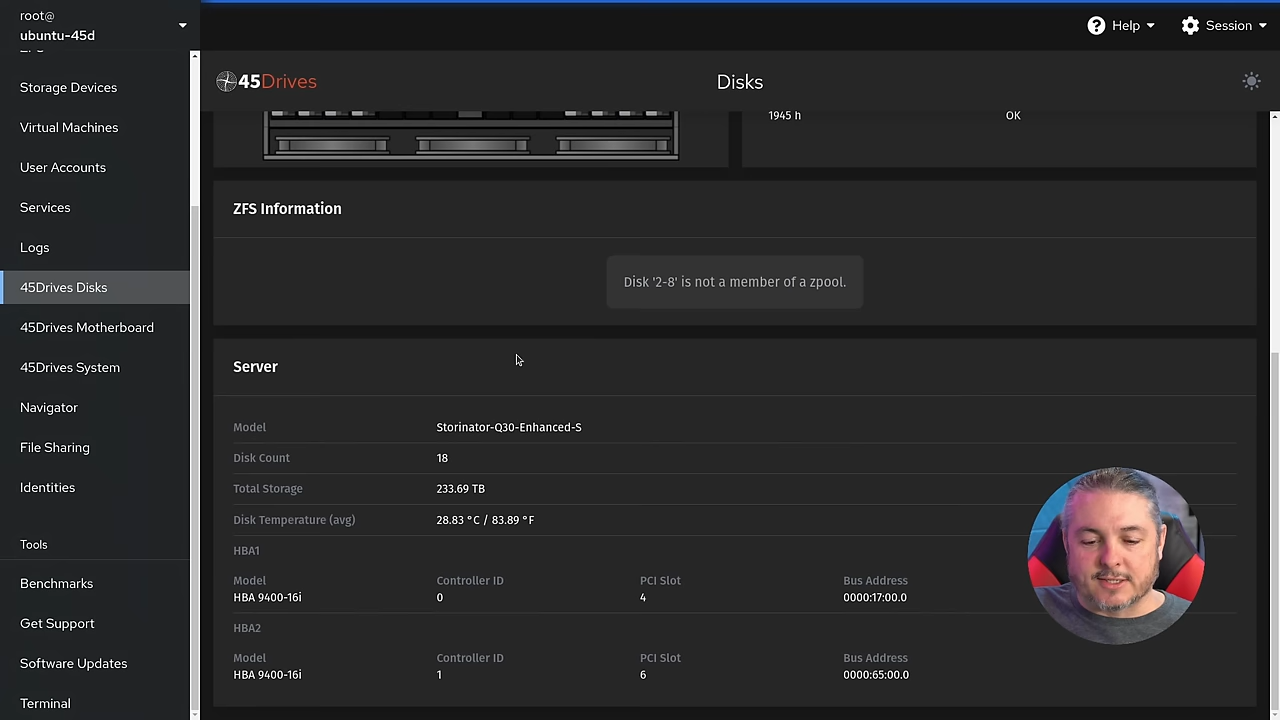 root@
ubuntu-45d
Help
Session
ZFS
Storage Devices
Virtual Machines
User Accounts
Services
Logs
45Drives Disks
45Drives Motherboard
45Drives System
Navigator
File Sharing
Identities
Tools
Benchmarks
Get Support
Software Updates
Terminal
45Drives
Disks
1945 h OK
ZFS Information
Disk '2-8' is not a member of a zpool.
Server
Model Storinator-Q30-Enhanced-S
Disk Count 18
Total Storage 233.69 TB
Disk Temperature (avg) 28.83 °C / 83.89 °F
HBA1
Model Controller ID PCI Slot Bus Address
HBA 9400-16i 0 4 0000:17:00.0
HBA2
Model Controller ID PCI Slot Bus Address
HBA 9400-16i 1 6 0000:65:00.0